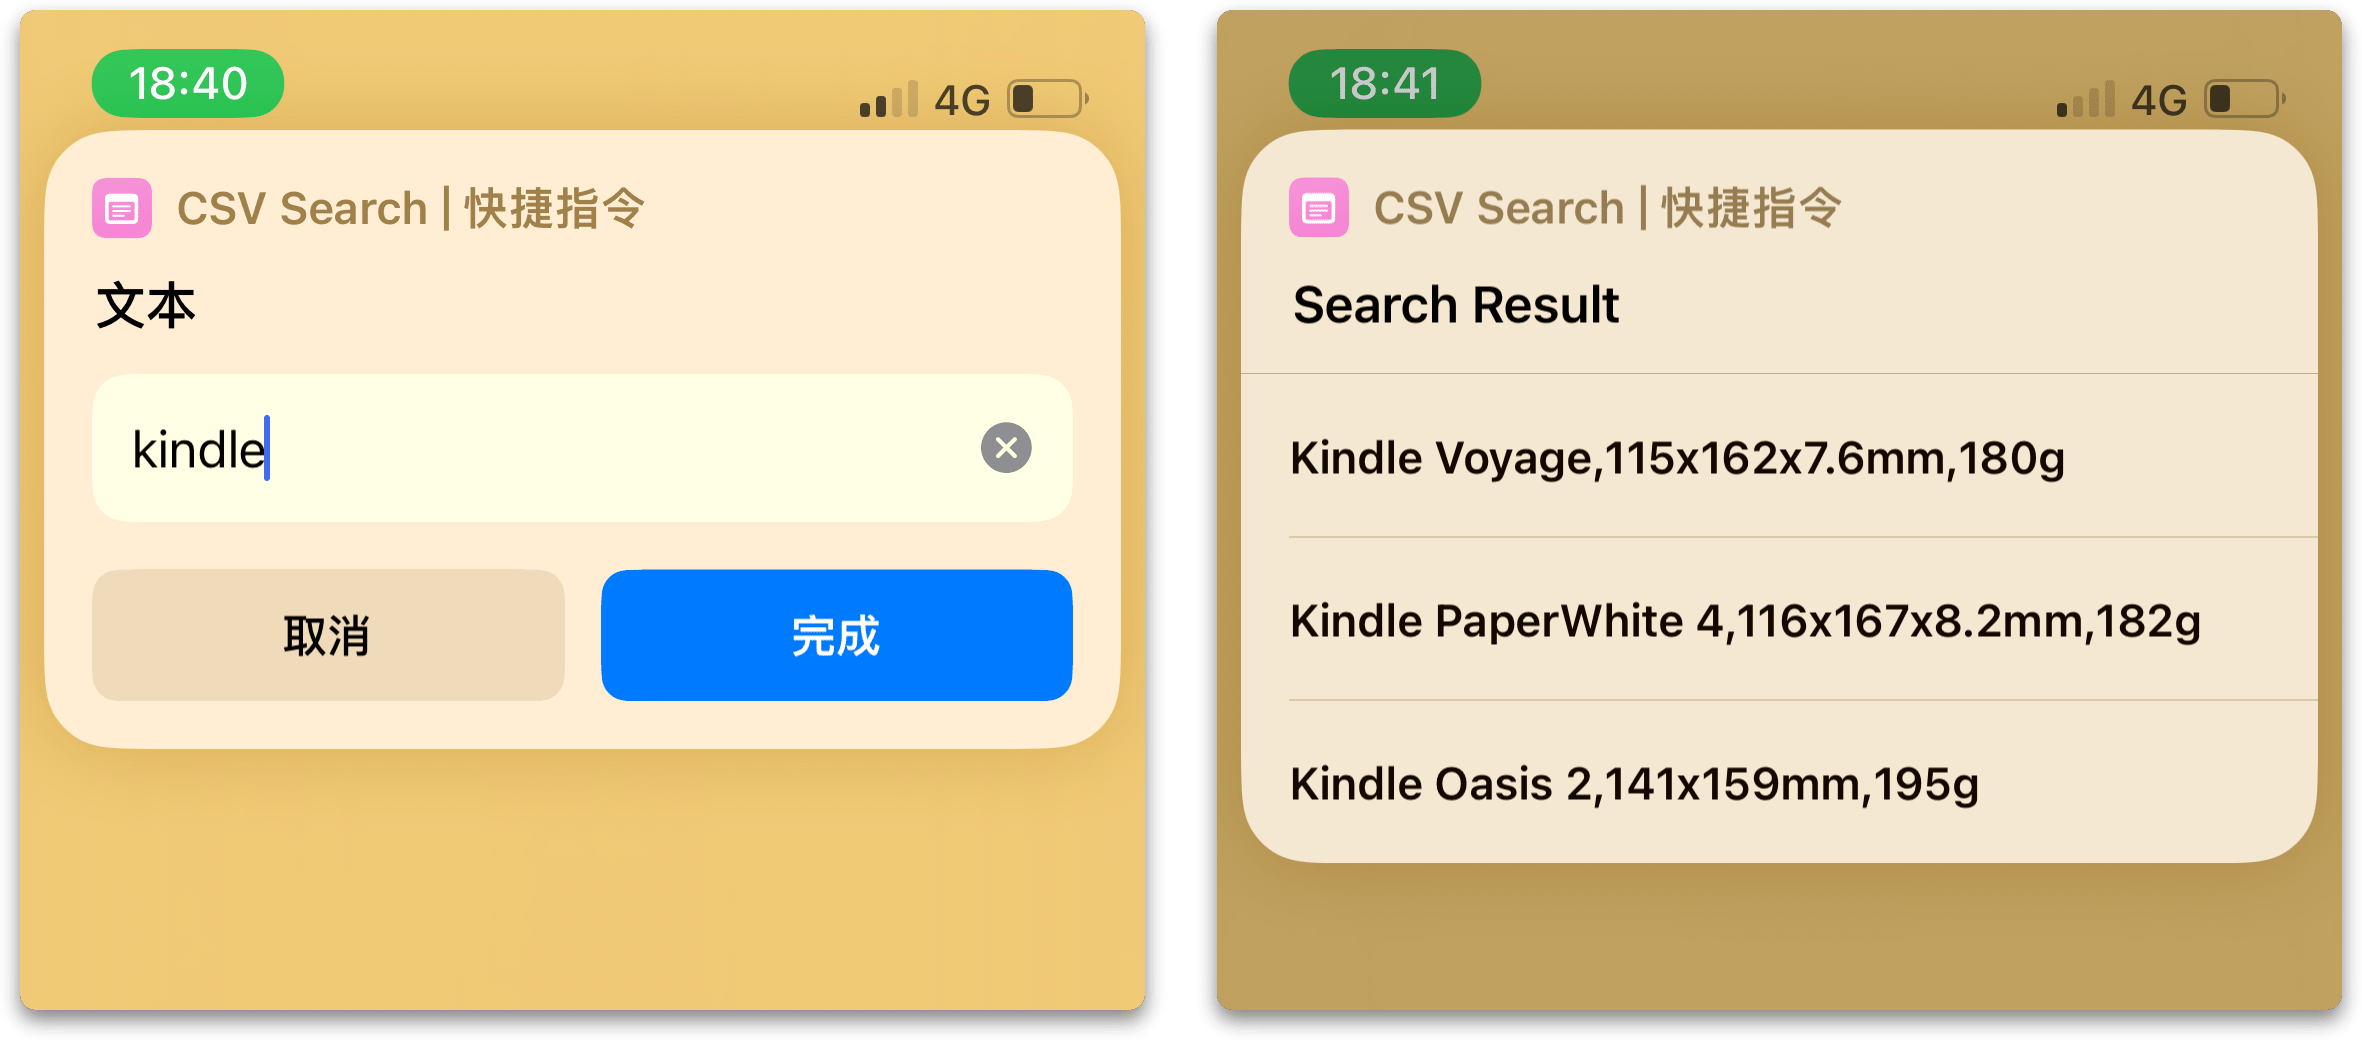 18:40
4G
CSV Search | 快捷指令
文本
kindle
取消
完成
18:41
4G
CSV Search | 快捷指令
Search Result
Kindle Voyage,115x162x7.6mm,180g
Kindle PaperWhite 4,116x167x8.2mm,182g
Kindle Oasis 2,141x159mm,195g